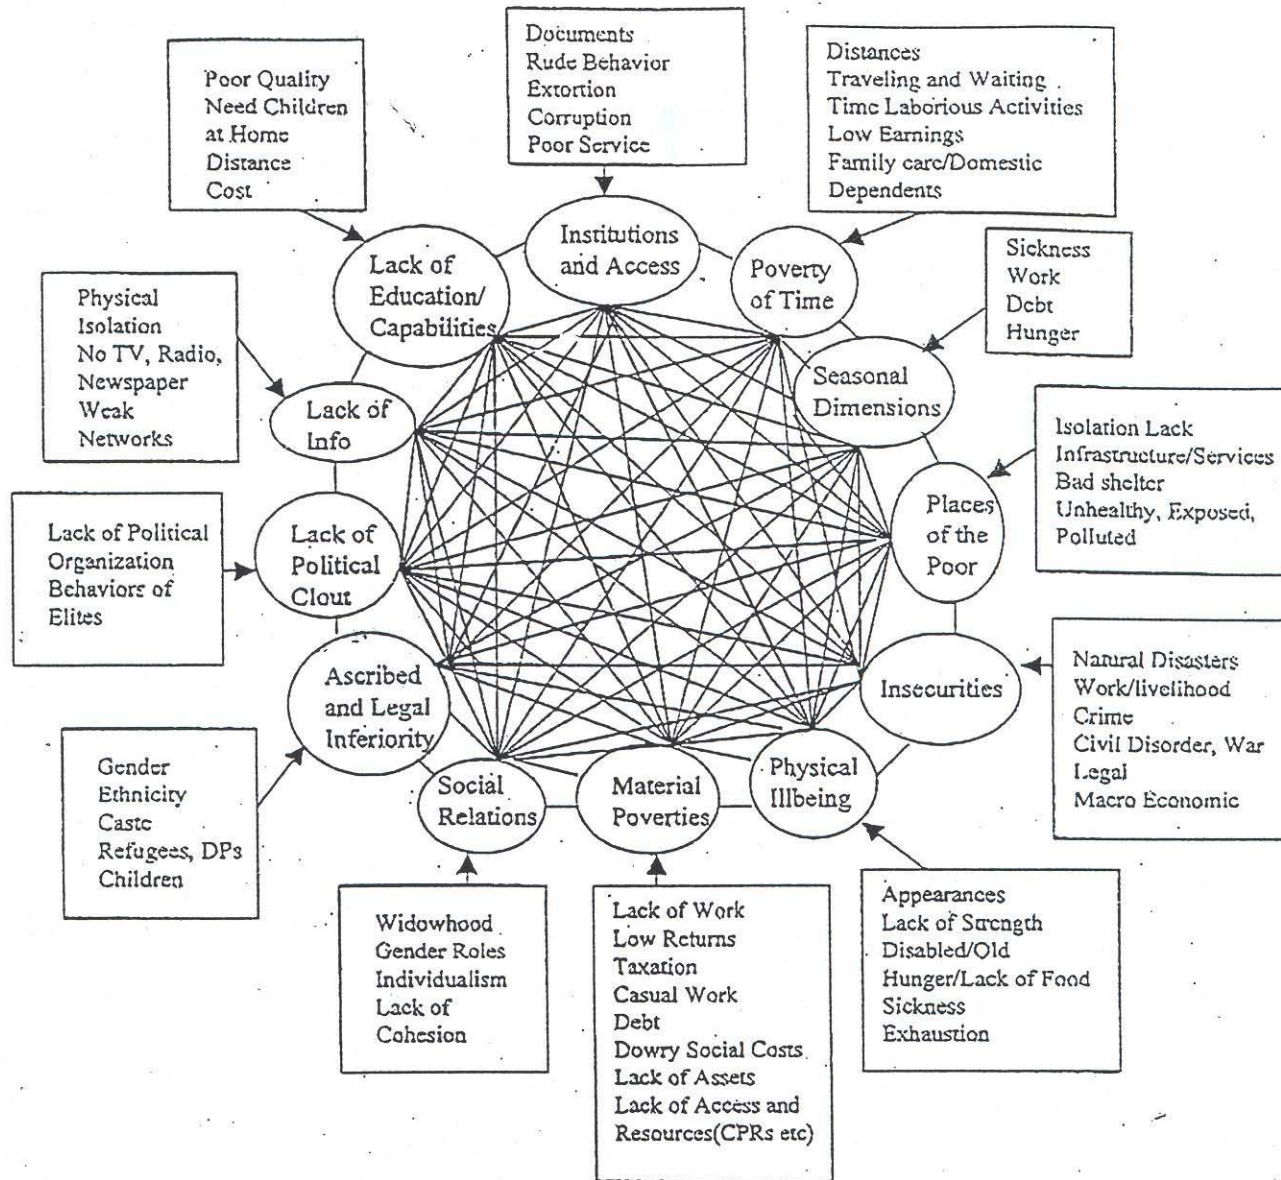 Documents
Rude Behavior
Extortion
Corruption
Poor Service
Distances
Traveling and Waiting
Time Laborious Activities
Low Earnings
Family care/Domestic
Dependents
Poor Quality
Need Children
at Home
Distance
Cost
Institutions
and Access
Lack of
Education/
Capabilities
Poverty
of Time
Sickness
Work
Debt
Hunger
Physical
Isolation
No TV, Radio,
Newspaper
Weak
Networks
Lack of
Info
Seasonal
Dimensions
Isolation Lack
Infrastructure/Services
Bad shelter
Unhealthy, Exposed,
Polluted
Lack of Political
Organization
Behaviors of
Elites
Lack of
Political
Clout
Places
of the
Poor
Ascribed
and Legal
Inferiority
Insecurities
Natural Disasters
Work/livelihood
Crime
Civil Disorder, War
Legal
Macro Economic
Gender
Ethnicity
Caste
Refugees, DPs
Children
Social
Relations
Material
Poverties
Physical
Illbeing
Widowhood
Gender Roles
Individualism
Lack of
Cohesion
Lack of Work
Low Returns
Taxation
Casual Work
Debt
Dowry Social Costs
Lack of Assets
Lack of Access and
Resources(CPRs etc)
Appearances
Lack of Strength
Disabled/Old
Hunger/Lack of Food
Sickness
Exhaustion